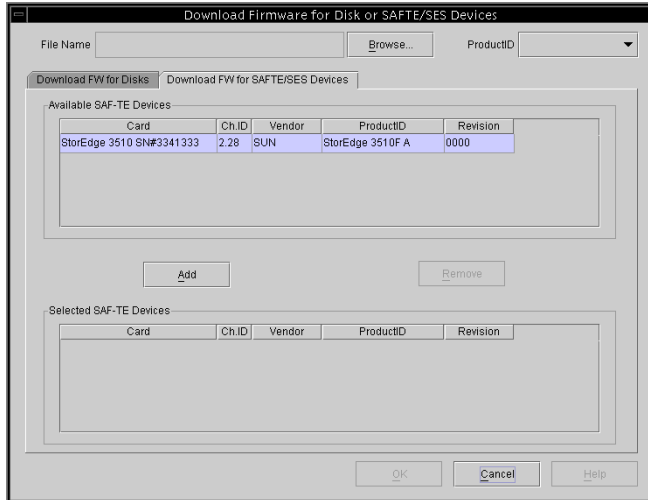 Download Firmware for Disk or SAFTE/SES Devices
File Name Browse... ProductID
Download FW for Disks Download FW for SAFTE/SES Devices
Available SAF-TE Devices
Card Ch.ID Vendor ProductID Revision
StorEdge 3510 SN#3341333 2.28 SUN StorEdge 3510F A 0000
Add Remove
Selected SAF-TE Devices
Card Ch.ID Vendor ProductID Revision
OK Cancel Help